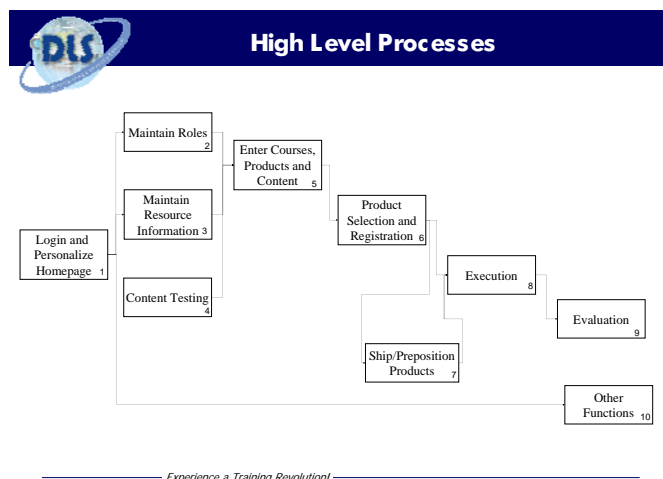 DLS
High Level Processes
Maintain Roles
2
Enter Courses,
Products and
Content 5
Maintain
Resource
Information 3
Product
Selection and
Registration 6
Login and
Personalize
Homepage 1
Execution
8
Content Testing
4
Evaluation
9
Ship/Preposition
Products 7
Other
Functions 10
Experience a Training Revolution!